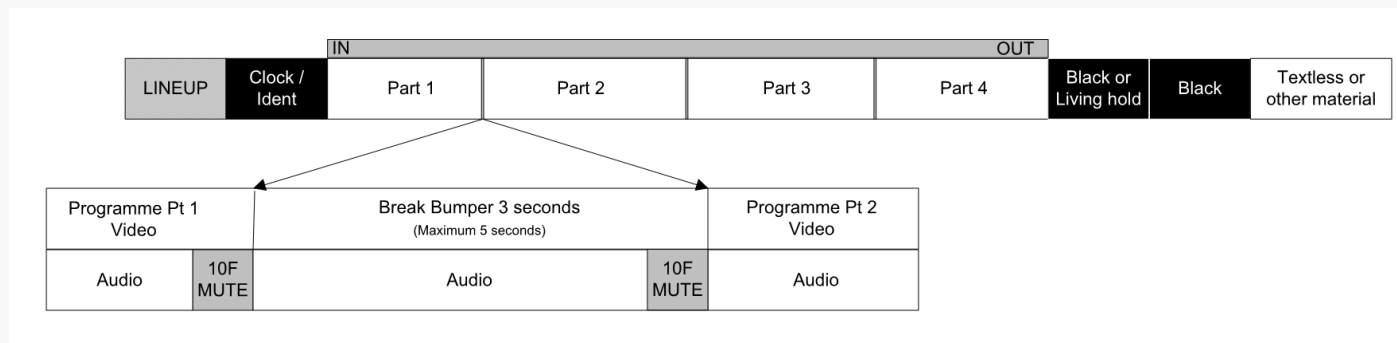 IN
OUT
LINEUP
Clock /
Ident
Part 1
Part 2
Part 3
Part 4
Black or
Living hold
Black
Textless or
other material
Programme Pt 1
Video
Break Bumper 3 seconds
(Maximum 5 seconds)
Programme Pt 2
Video
Audio
10F
MUTE
Audio
10F
MUTE
Audio